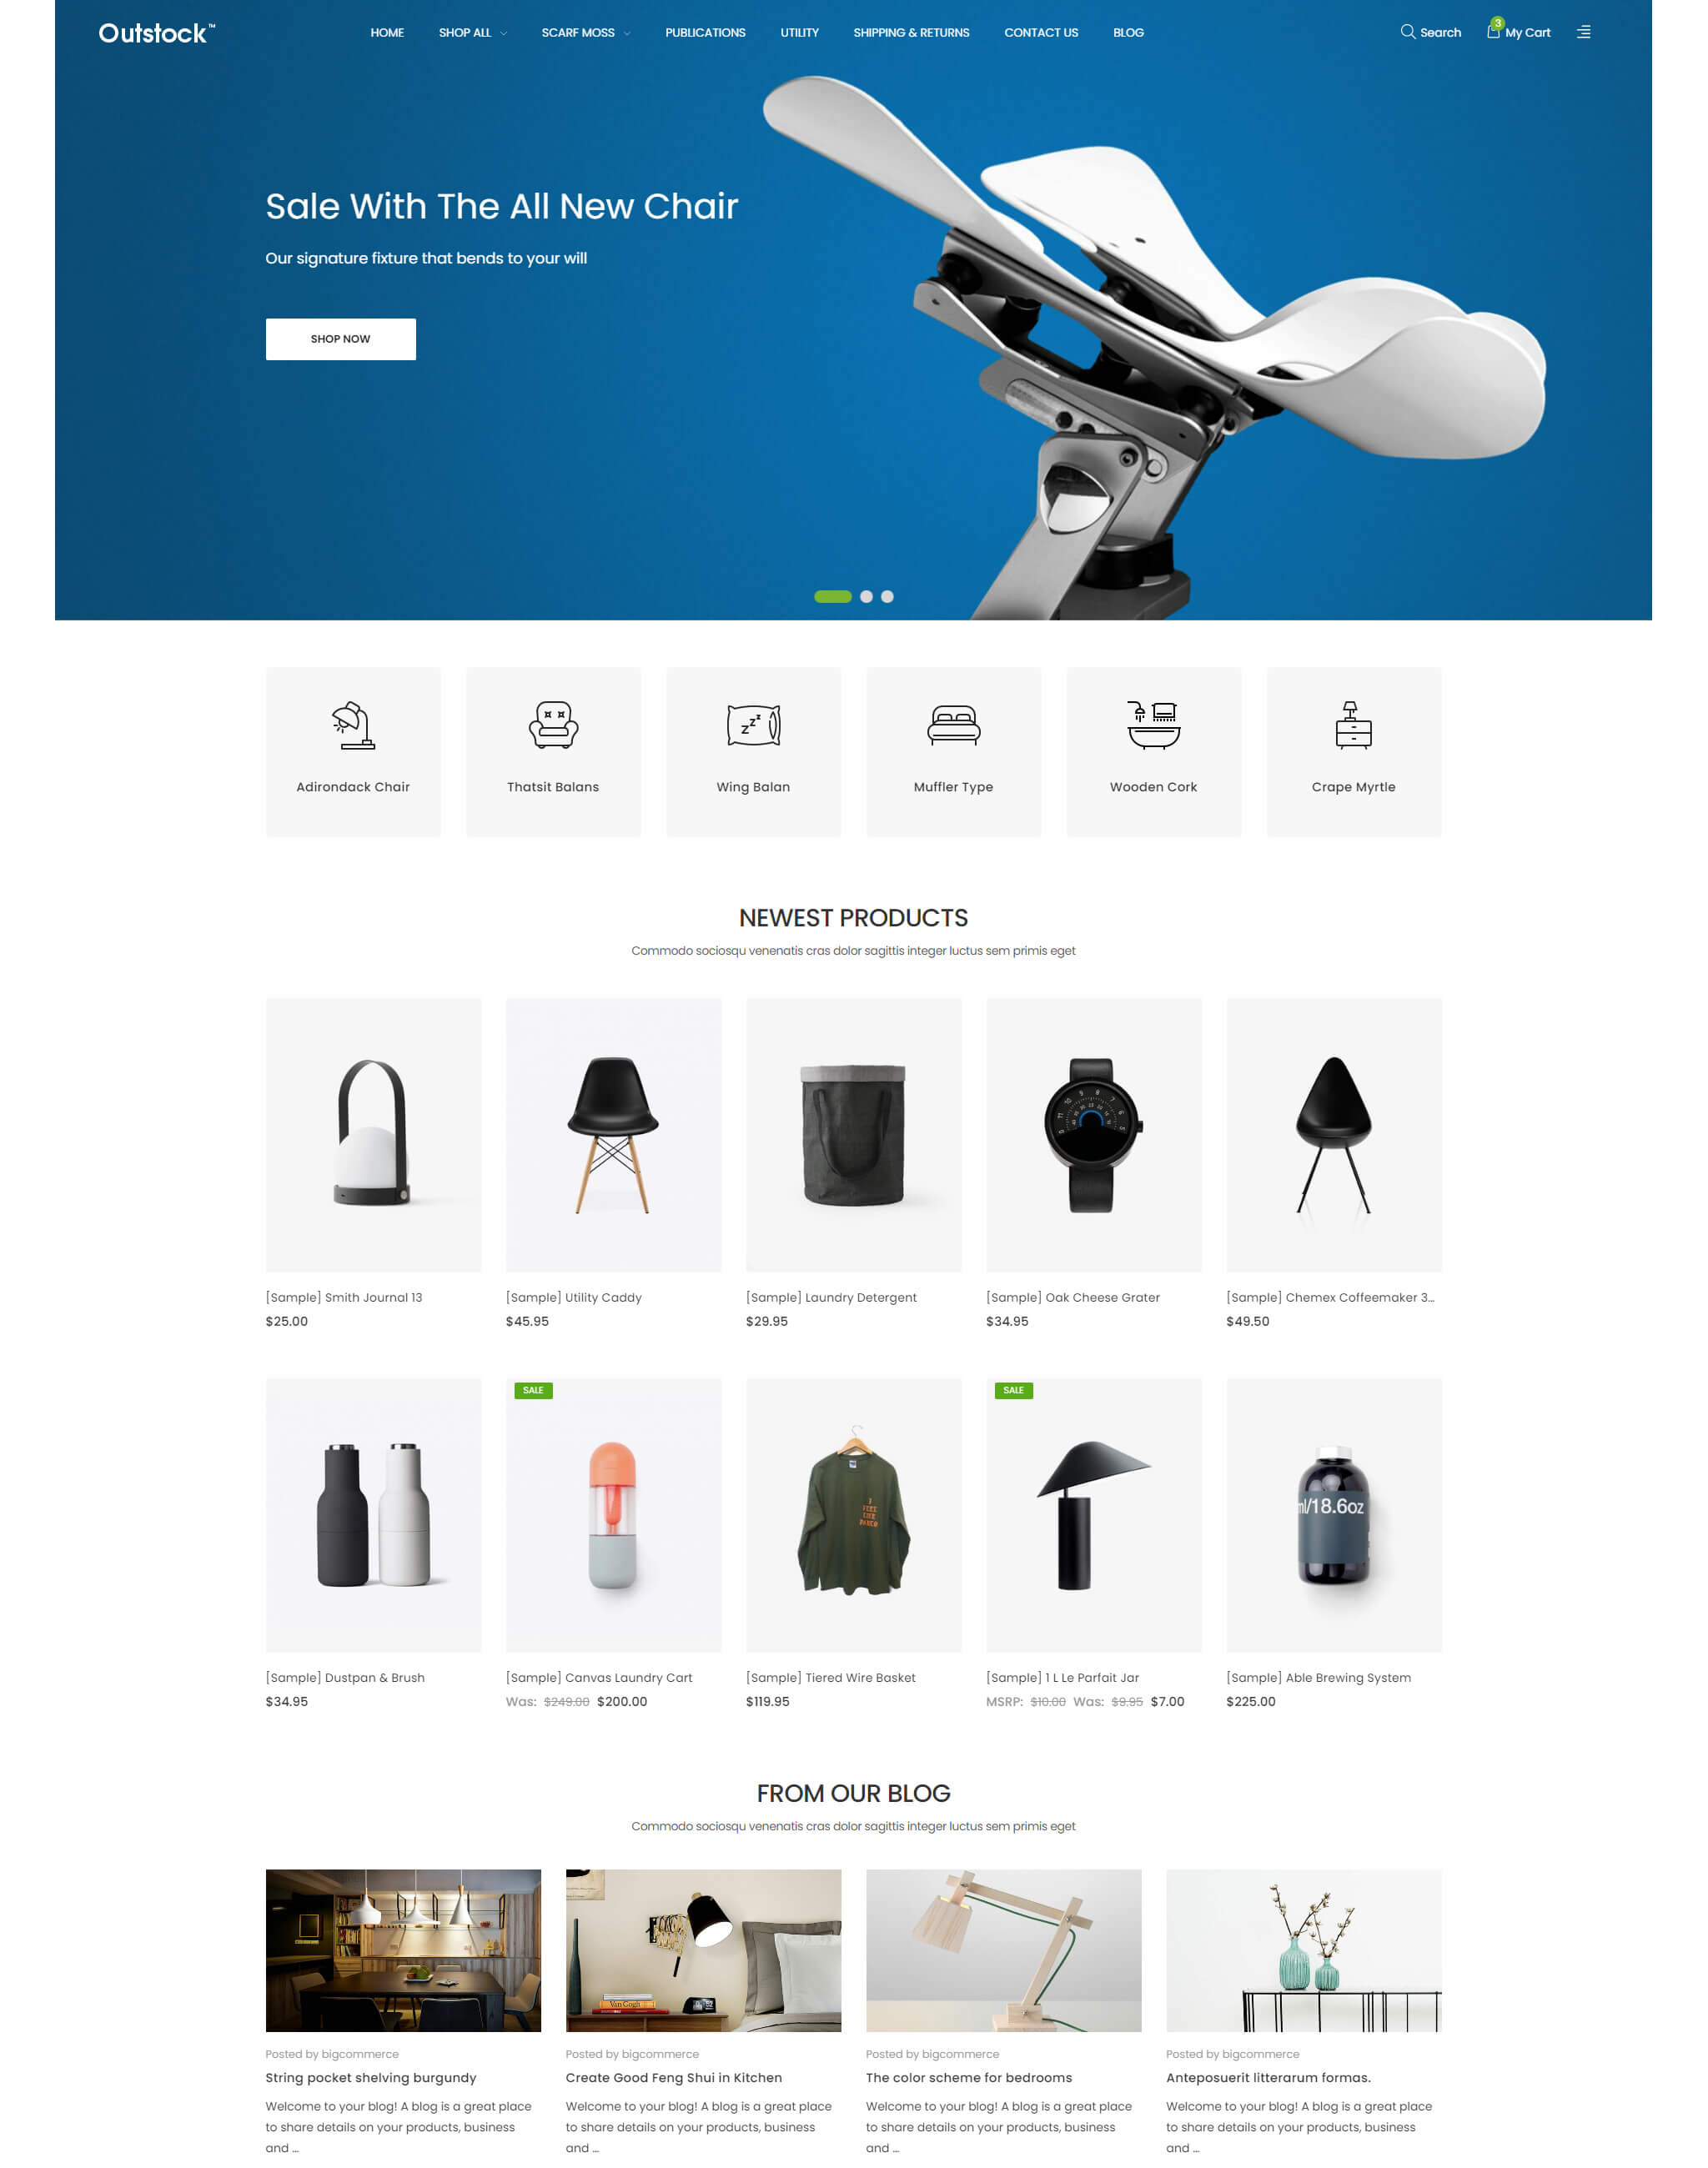 Outstock™
HOME
SHOP ALL
SCARF MOSS
PUBLICATIONS
UTILITY
SHIPPING & RETURNS
CONTACT US
BLOG
Search
3
My Cart
Sale With The All New Chair
Our signature fixture that bends to your will
SHOP NOW
Adirondack Chair
Thatsit Balans
zzz
Wing Balan
Muffler Type
Wooden Cork
Crape Myrtle
NEWEST PRODUCTS
Commodo sociosqu venenatis cras dolor sagittis integer luctus sem primis eget
[Sample] Smith Journal 13
$25.00
[Sample] Utility Caddy
$45.95
[Sample] Laundry Detergent
$29.95
[Sample] Oak Cheese Grater
$34.95
[Sample] Chemex Coffeemaker 3...
$49.50
[Sample] Dustpan & Brush
$34.95
SALE
[Sample] Canvas Laundry Cart
Was: $249.00 $200.00
[Sample] Tiered Wire Basket
$119.95
SALE
[Sample] 1 L Le Parfait Jar
MSRP: $10.00 Was: $9.95 $7.00
ml/18.6oz
[Sample] Able Brewing System
$225.00
FROM OUR BLOG
Commodo sociosqu venenatis cras dolor sagittis integer luctus sem primis eget
Posted by bigcommerce
String pocket shelving burgundy
Welcome to your blog! A blog is a great place
to share details on your products, business
and ...
Van Gogh
Posted by bigcommerce
Create Good Feng Shui in Kitchen
Welcome to your blog! A blog is a great place
to share details on your products, business
and ...
Posted by bigcommerce
The color scheme for bedrooms
Welcome to your blog! A blog is a great place
to share details on your products, business
and ...
Posted by bigcommerce
Anteposuerit litterarum formas.
Welcome to your blog! A blog is a great place
to share details on your products, business
and ...